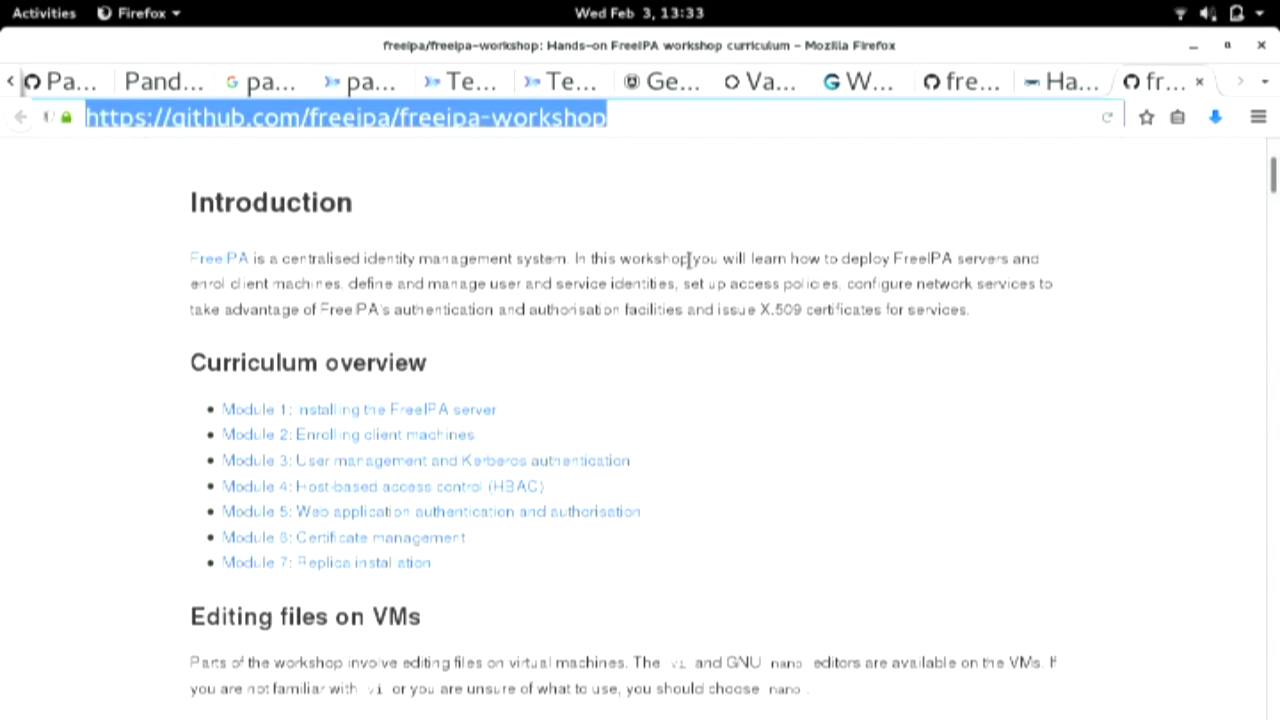 Activities Firefox Wed Feb 3, 13:33
freeipa/freeipa-workshop: Hands-on FreeIPA workshop curriculum - Mozilla Firefox
Pa... Pand... pa... pa... Te... Te... Ge... Va... W... fre... Ha... fr...
https://github.com/freeipa/freeipa-workshop
Introduction
FreeIPA is a centralised identity management system. In this workshop you will learn how to deploy FreeIPA servers and
enrol client machines, define and manage user and service identities, set up access policies, configure network services to
take advantage of FreeIPA's authentication and authorisation facilities and issue X.509 certificates for services.
Curriculum overview
• Module 1: Installing the FreeIPA server
• Module 2: Enrolling client machines
• Module 3: User management and Kerberos authentication
• Module 4: Host-based access control (HBAC)
• Module 5: Web application authentication and authorisation
• Module 6: Certificate management
• Module 7: Replica installation
Editing files on VMs
Parts of the workshop involve editing files on virtual machines. The vi and GNU nano editors are available on the VMs. If
you are not familiar with vi or you are unsure of what to use, you should choose nano.